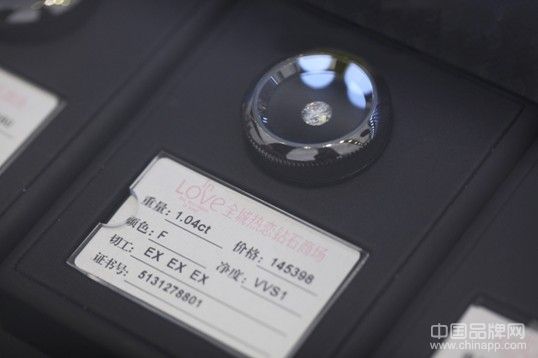 LOVE 全城热恋钻石商场
重量: 1.04ct 价格: 145398
颜色: F 净度: VVS1
切工: EX EX EX
证书号: 5131278801
中国品牌网
www.chinapp.com